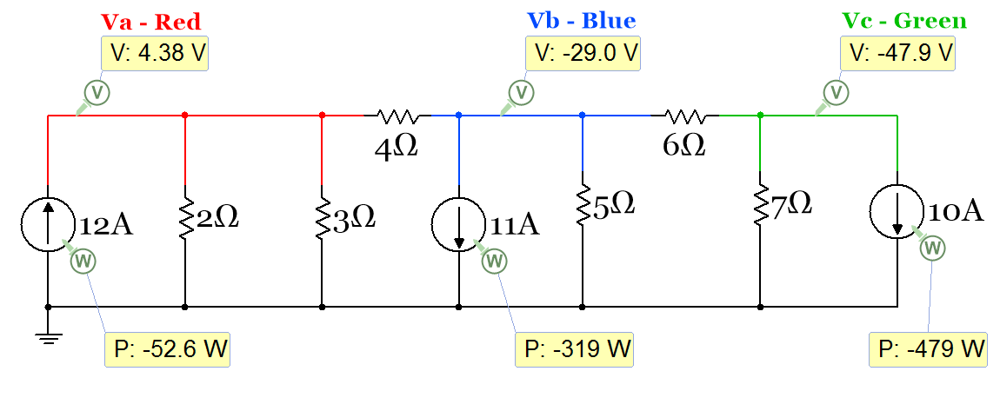 Va - Red
Vb - Blue
Vc - Green
V: 4.38 V
V: -29.0 V
V: -47.9 V
V
V
V
4Ω
6Ω
12A
2Ω
3Ω
11A
5Ω
7Ω
10A
W
W
W
P: -52.6 W
P: -319 W
P: -479 W